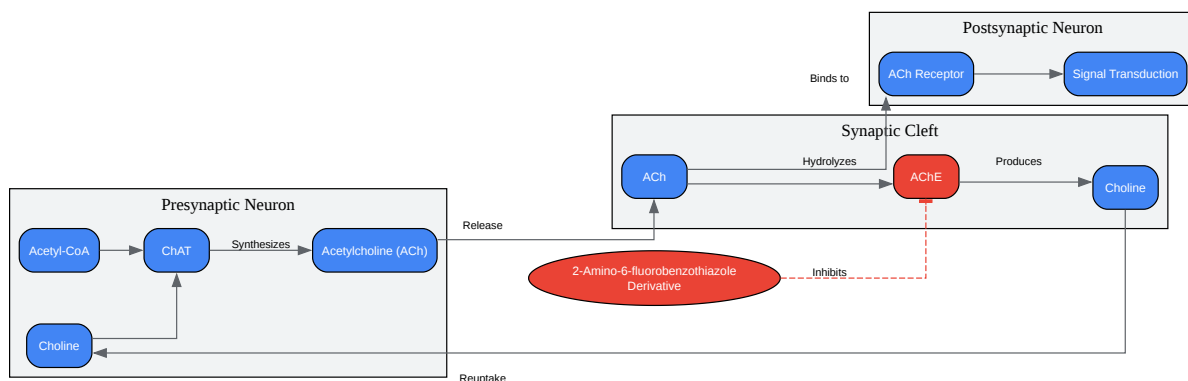 Postsynaptic Neuron
Binds to
ACh Receptor
Signal Transduction
Synaptic Cleft
ACh
Hydrolyzes
AChE
Produces
Choline
Presynaptic Neuron
Release
Acetyl-CoA
ChAT
Synthesizes
Acetylcholine (ACh)
2-Amino-6-fluorobenzothiazole
Derivative
Inhibits
Choline
Reuptake